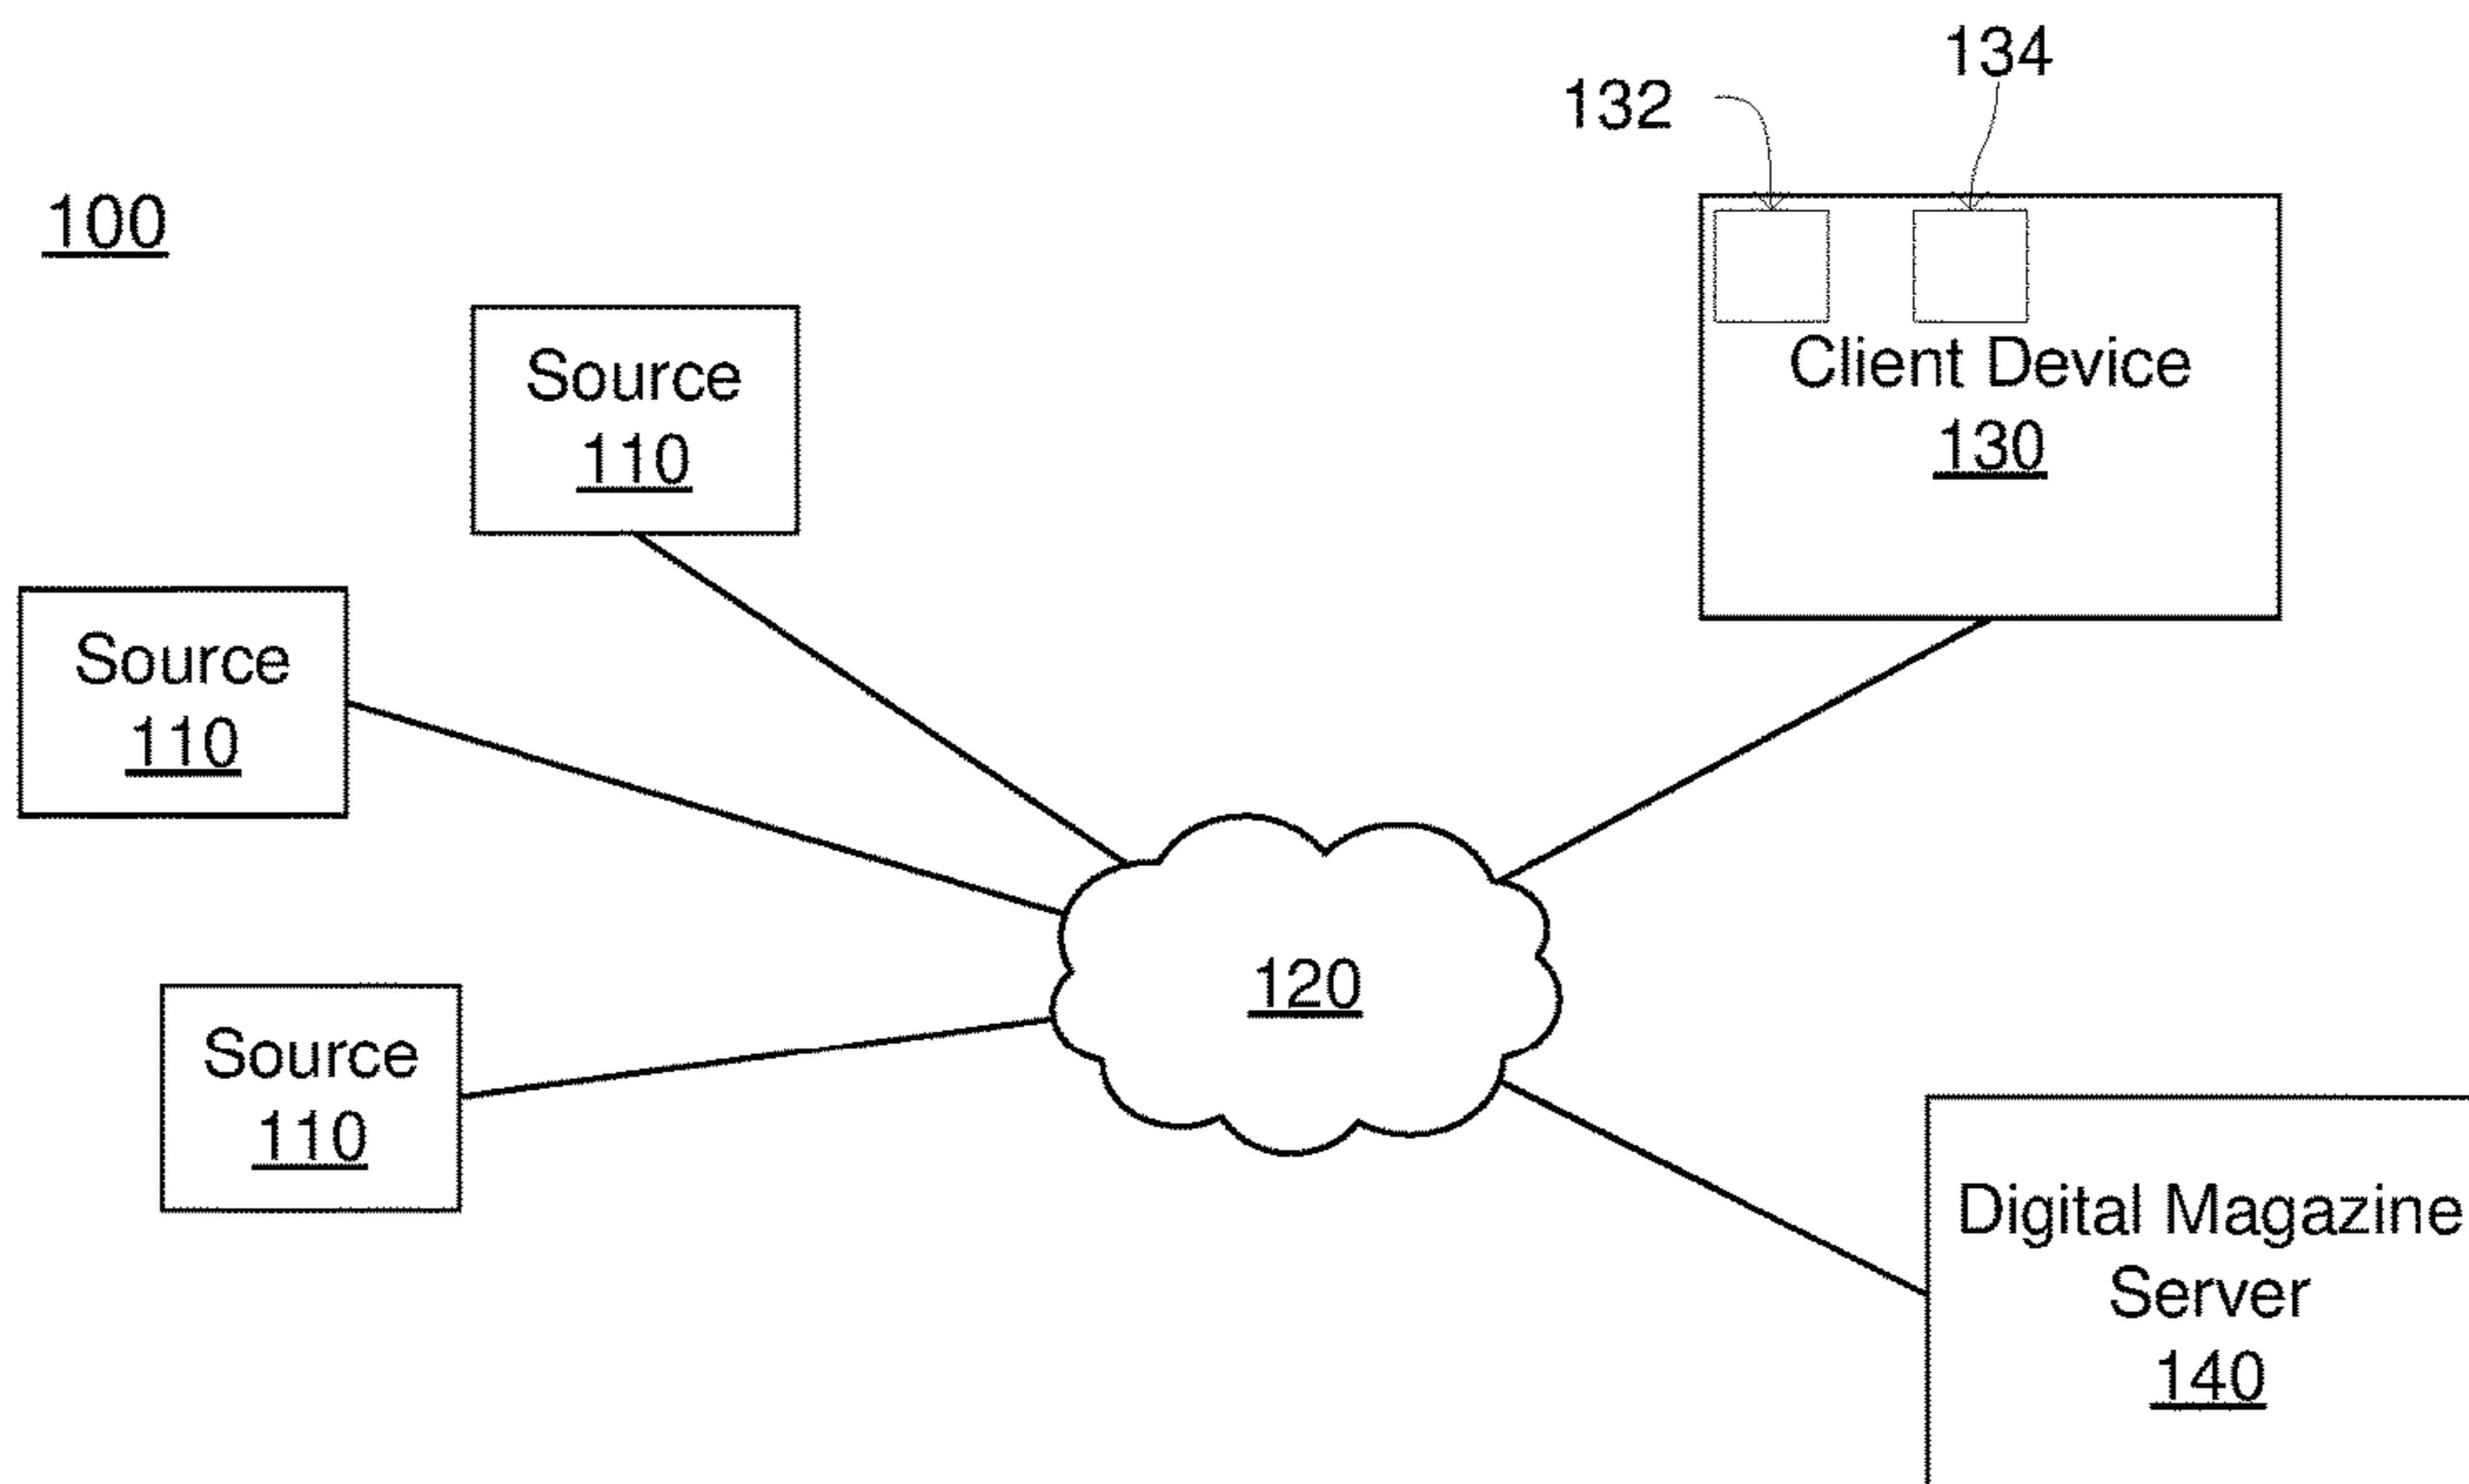 134
132
100
Source
110
Client Device
130
Source
110
120
Source
110
Digital Magazine
Server
140